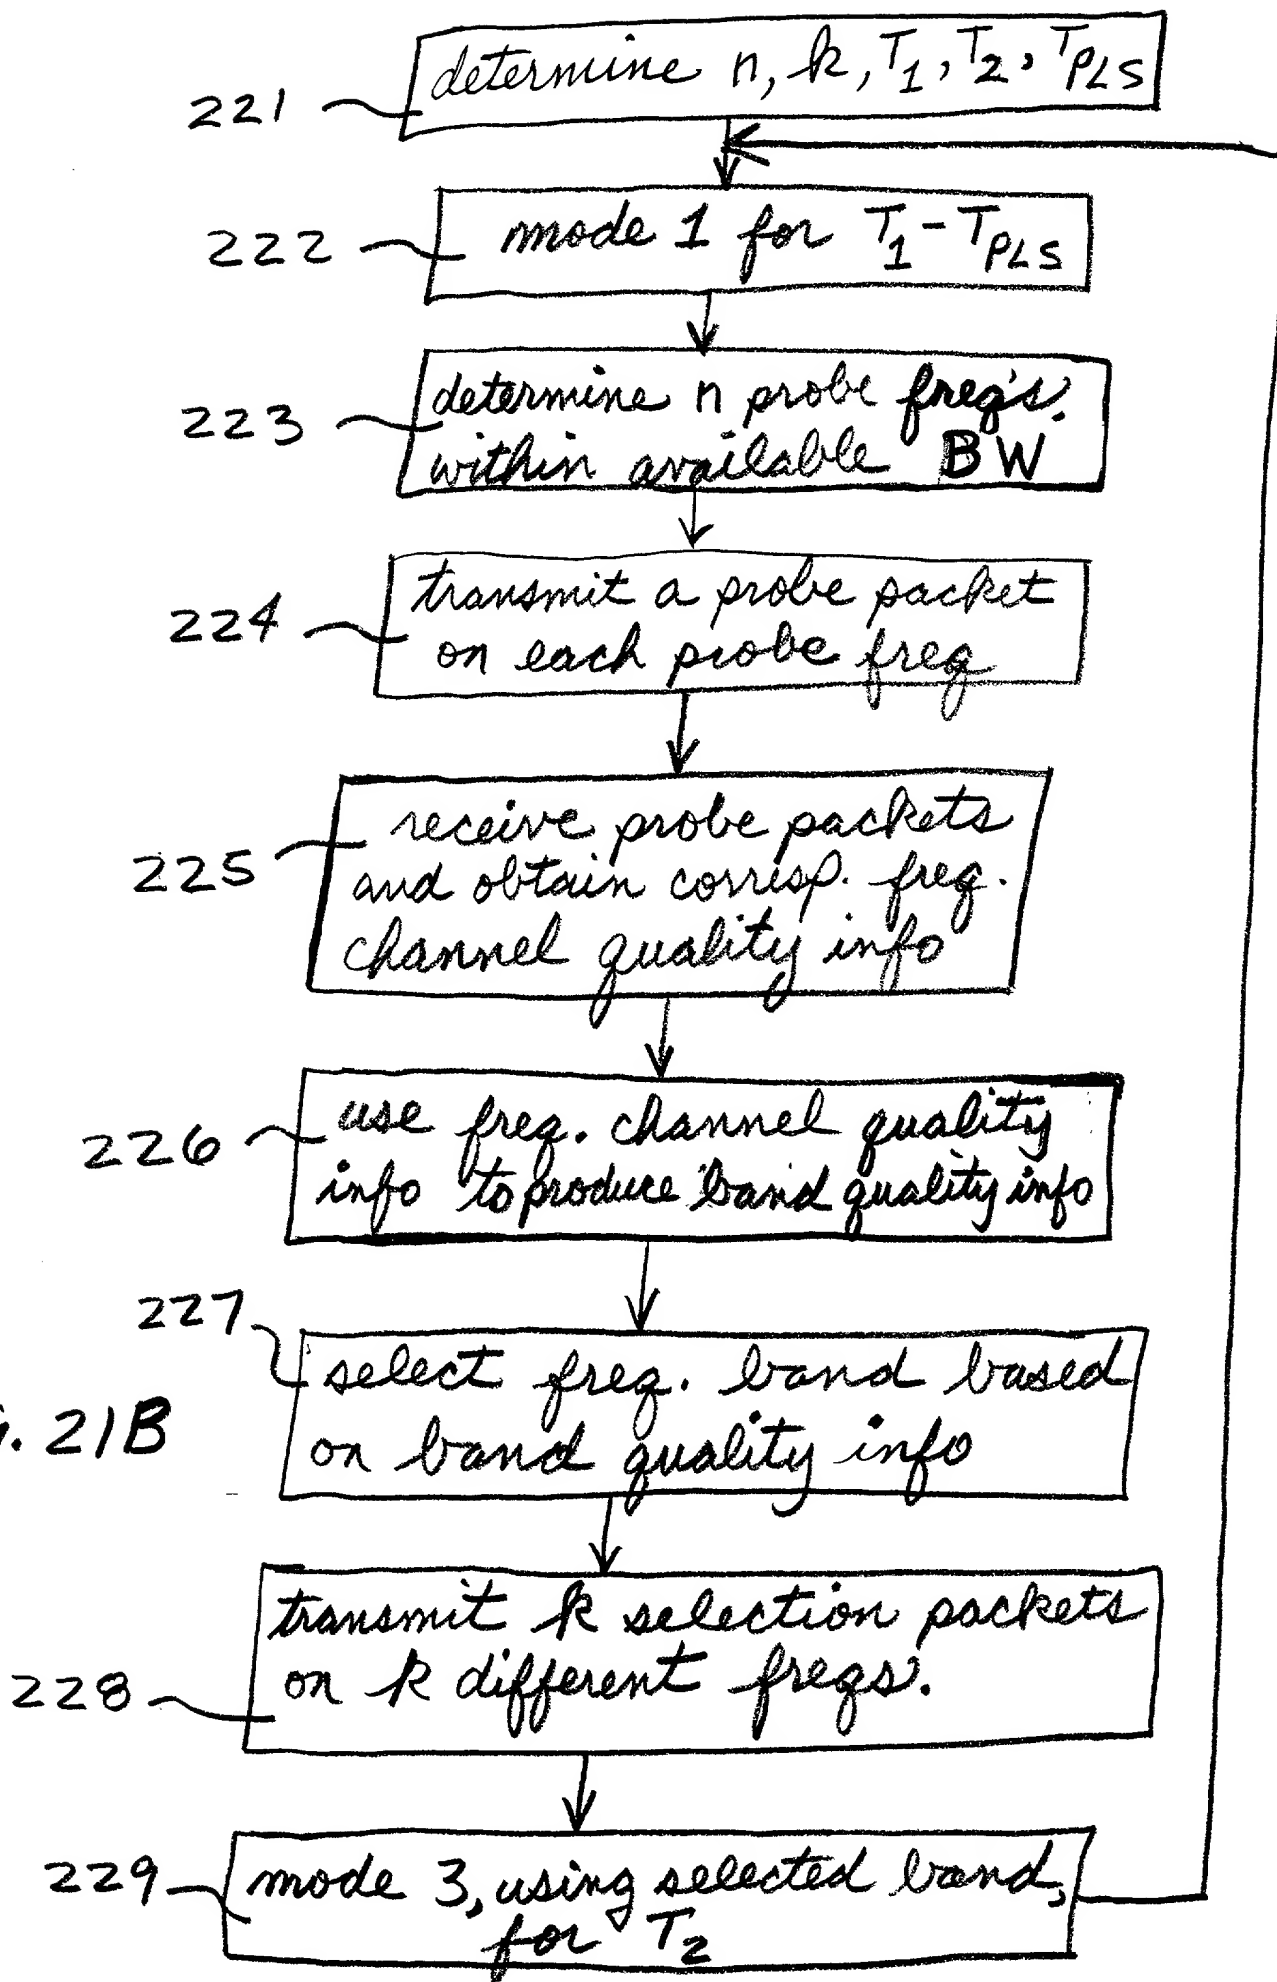 221
determine n, k, T1, T2, TPLS
222
mode 1 for T1 - TPLS
223
determine n probe freq's.
within available BW
224
transmit a probe packet
on each probe freq
225
receive probe packets
and obtain corresp. freq.
channel quality info
226
use freq. channel quality
info to produce band quality info
227
select freq. band based
on band quality info
. 21B
228
transmit k selection packets
on k different freqs'.
229
mode 3, using selected band,
for T2